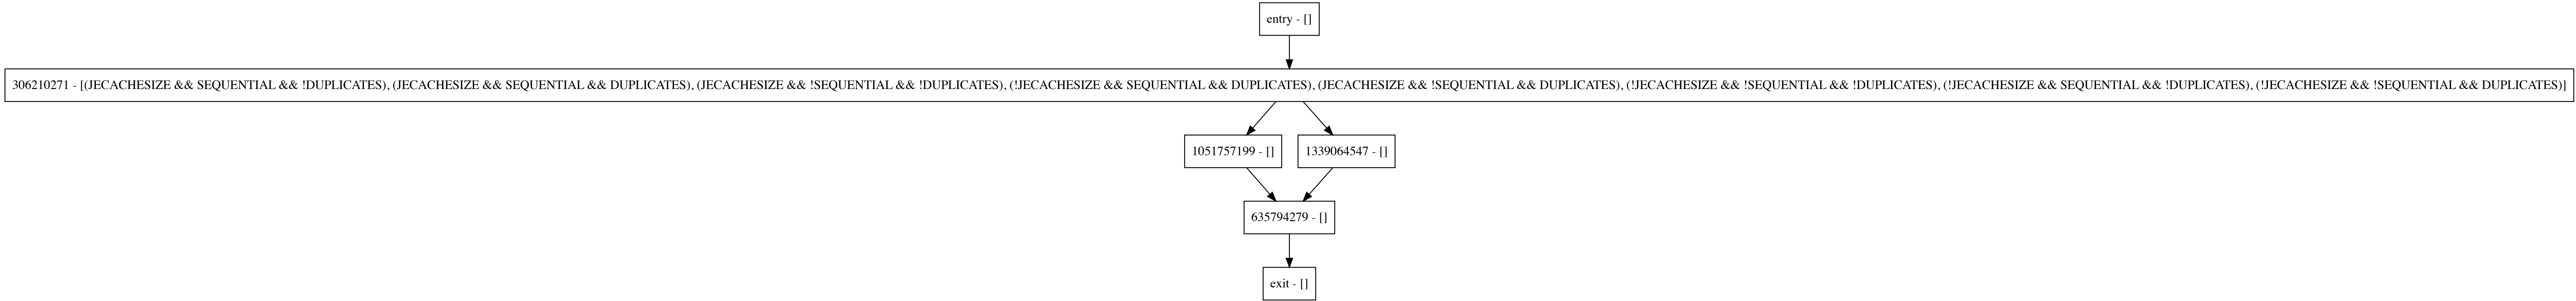 entry - []
306210271 - [(JECACHESIZE && SEQUENTIAL && !DUPLICATES), (JECACHESIZE && SEQUENTIAL && DUPLICATES), (JECACHESIZE && !SEQUENTIAL && !DUPLICATES), (!JECACHESIZE && SEQUENTIAL && DUPLICATES), (JECACHESIZE && !SEQUENTIAL && DUPLICATES), (!JECACHESIZE && !SEQUENTIAL && !DUPLICATES), (!JECACHESIZE && SEQUENTIAL && !DUPLICATES), (!JECACHESIZE && !SEQUENTIAL && DUPLICATES)]
1051757199 - []
1339064547 - []
635794279 - []
exit - []